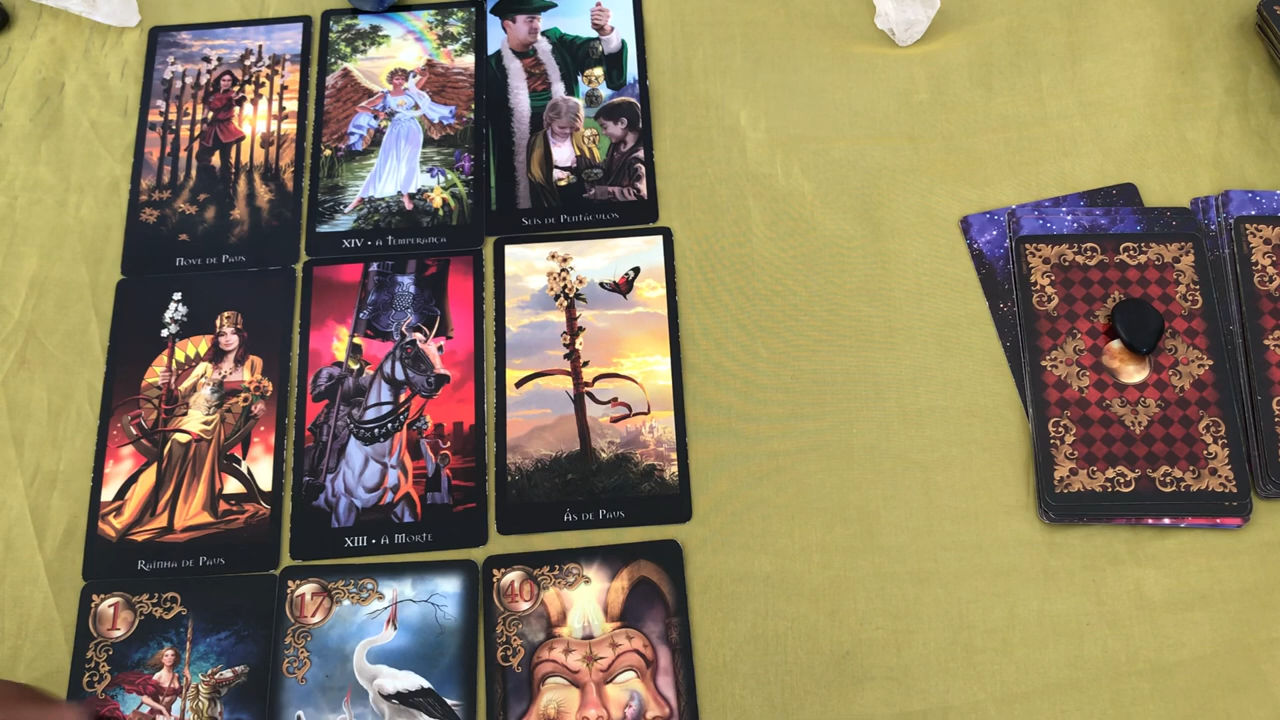 Nove de Paus
XIV • A Temperança
Seis de Pentáculos
Rainha de Paus
XIII • A Morte
Ás de Paus
1
17
40